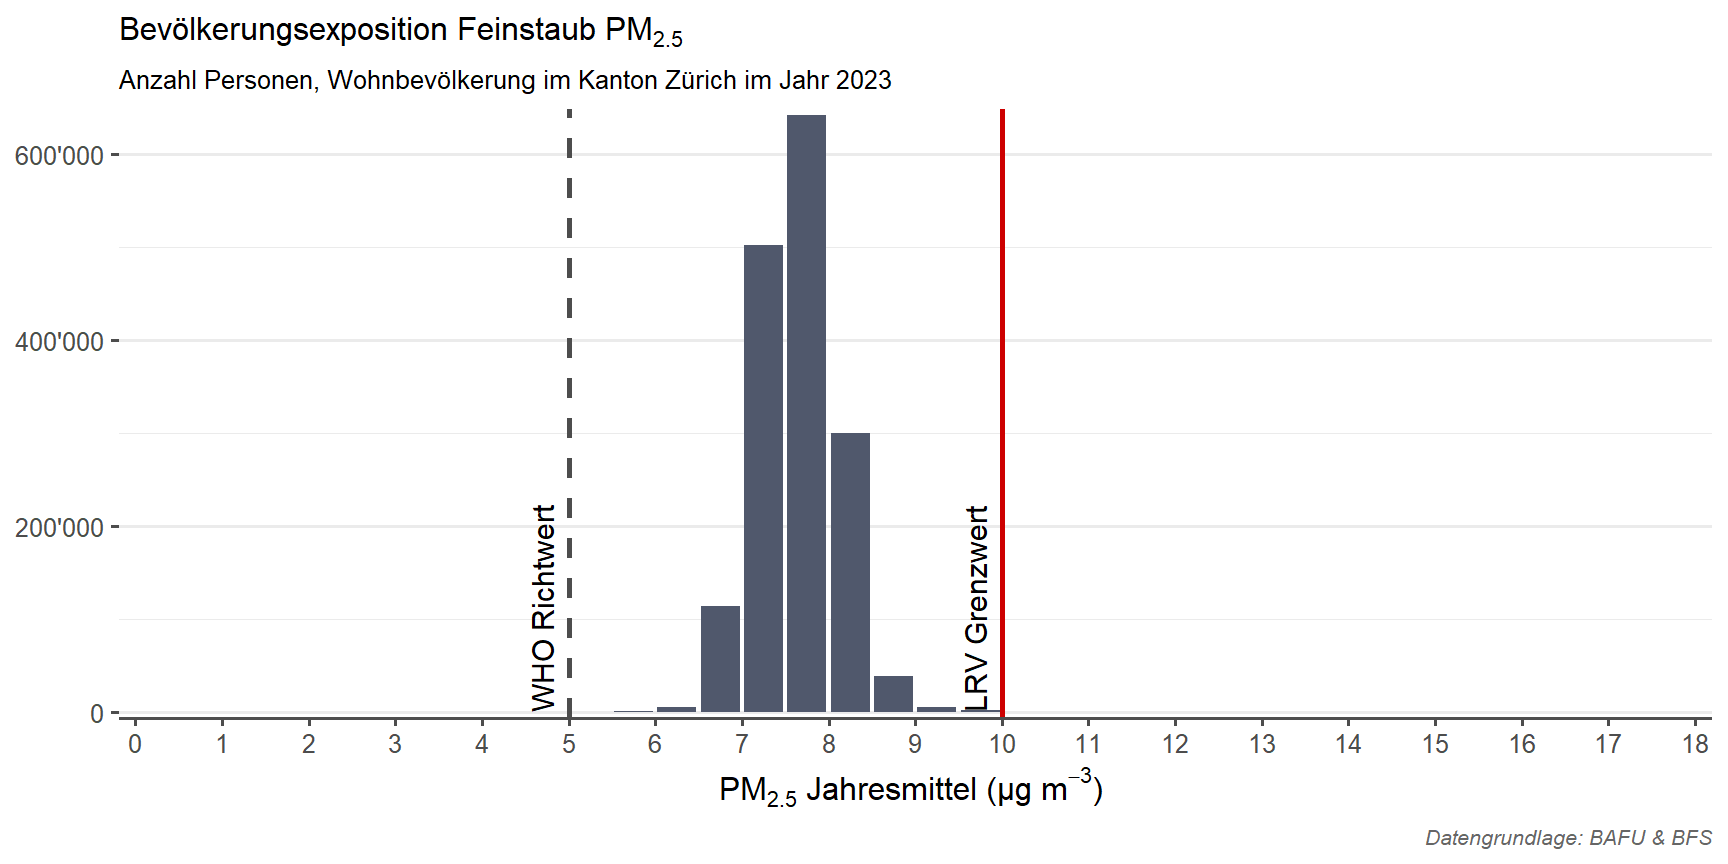 Bevölkerungsexposition Feinstaub PM2.5
Anzahl Personen, Wohnbevölkerung im Kanton Zürich im Jahr 2023
600'000
400'000
200'000
0
WHO Richtwert
LRV Grenzwert
0 1 2 3 4 5 6 7 8 9 10 11 12 13 14 15 16 17 18
PM2.5 Jahresmittel (µg m−3)
Datengrundlage: BAFU & BFS